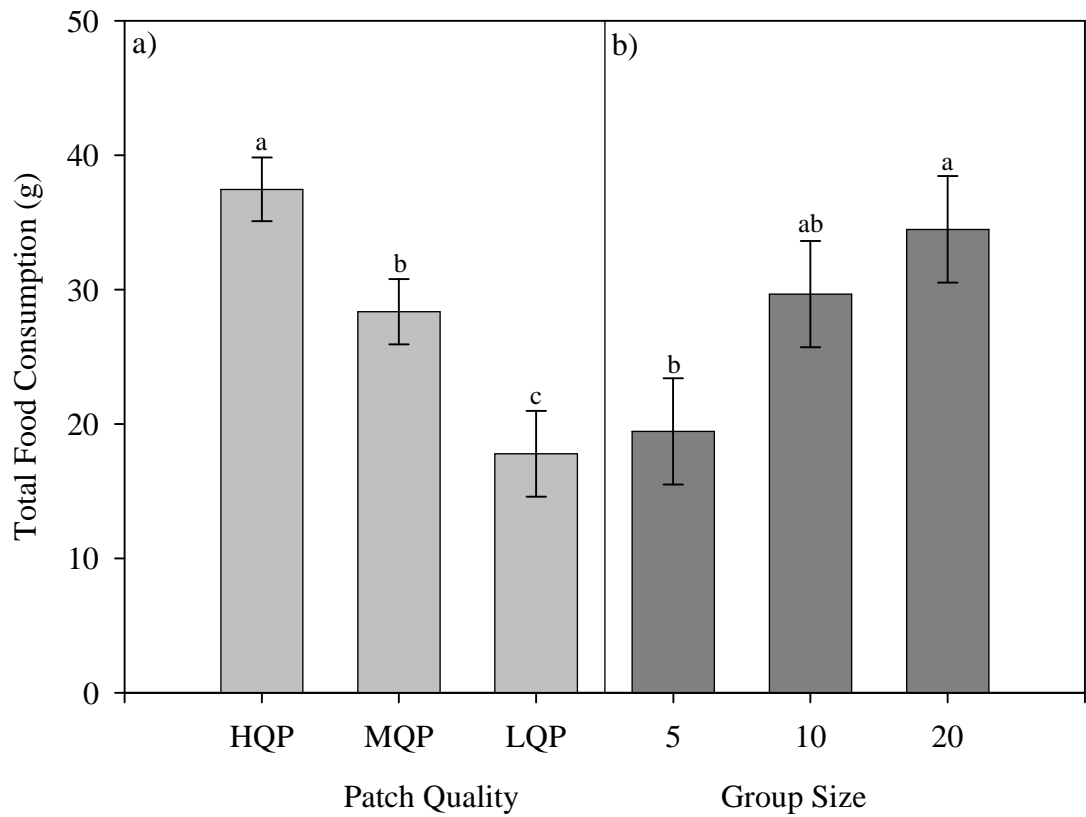 50
a)
b)
40
a
a
ab
30
b
b
20
c
10
0
Total Food Consumption (g)
HQP MQP LQP 5 10 20
Patch Quality Group Size